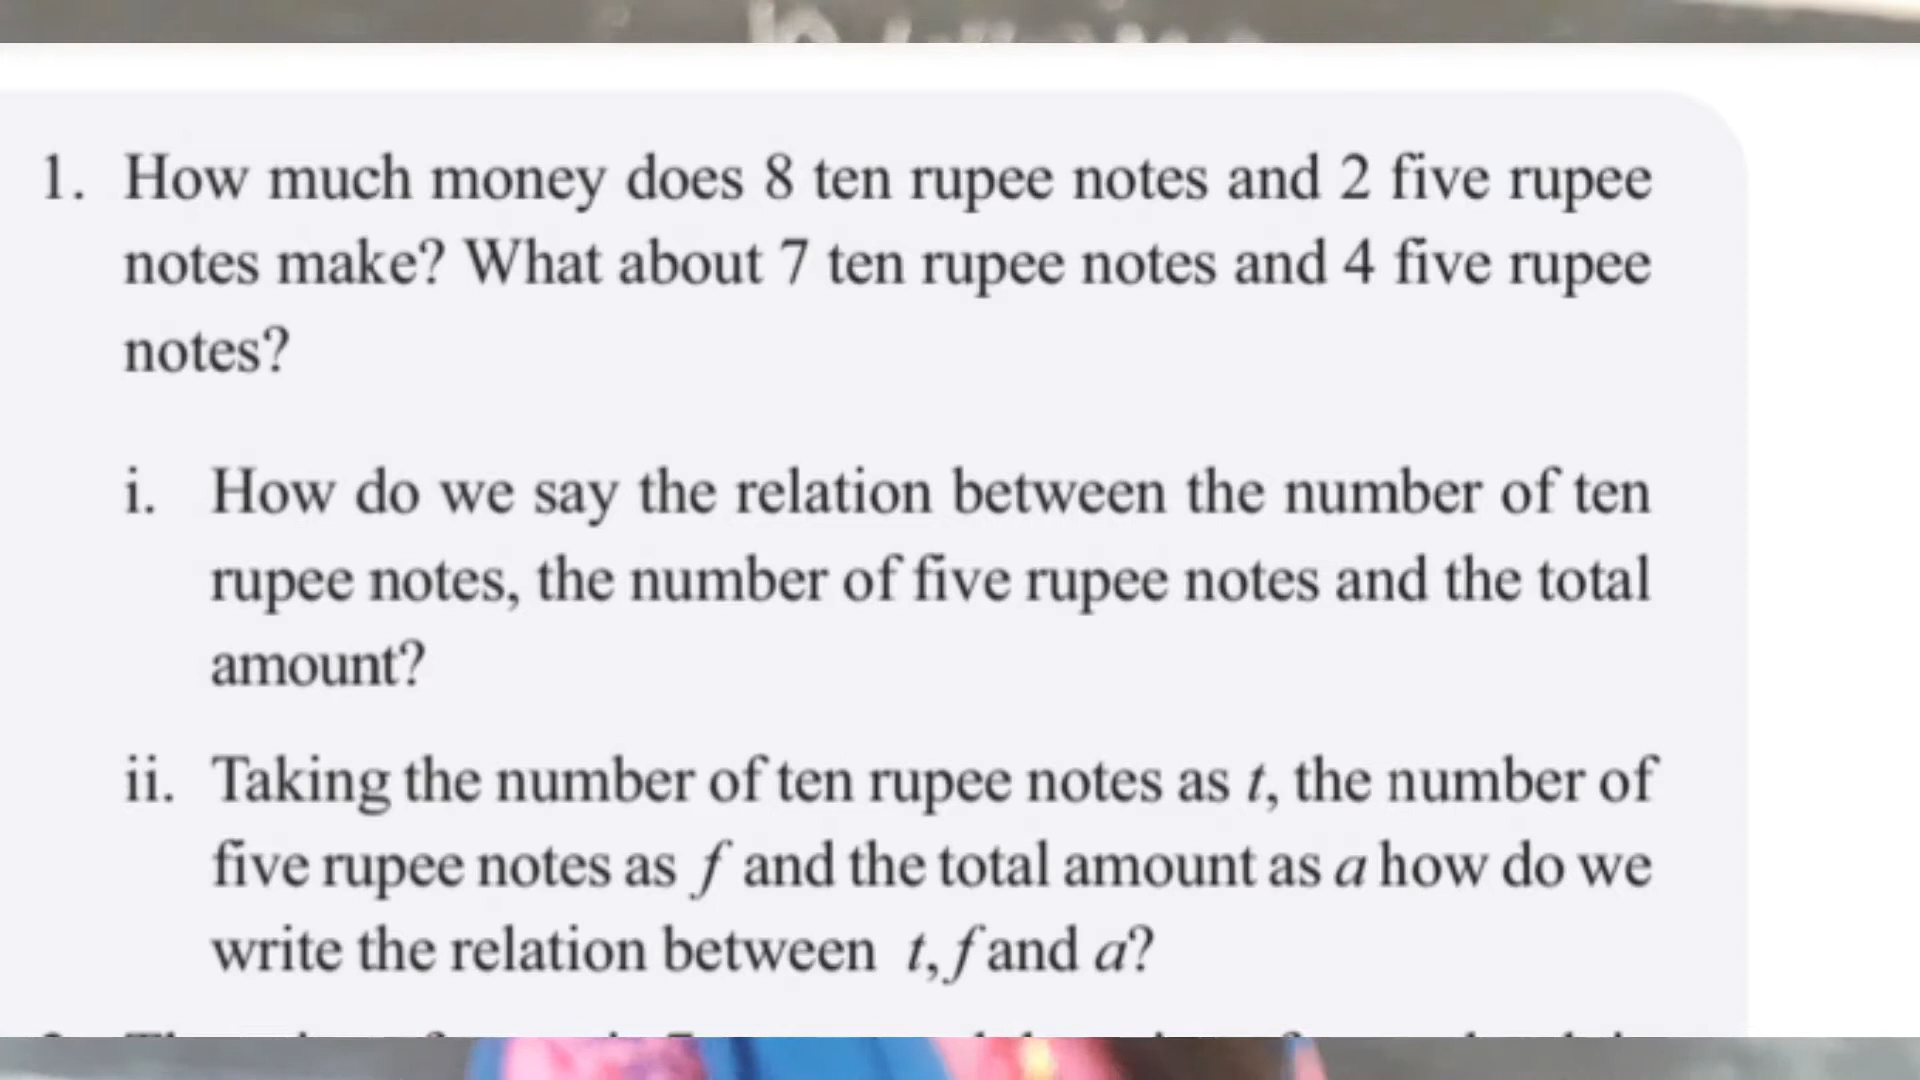 1. How much money does 8 ten rupee notes and 2 five rupee
notes make? What about 7 ten rupee notes and 4 five rupee
notes?
i. How do we say the relation between the number of ten
rupee notes, the number of five rupee notes and the total
amount?
ii. Taking the number of ten rupee notes as t, the number of
five rupee notes as f and the total amount as a how do we
write the relation between t, f and a?